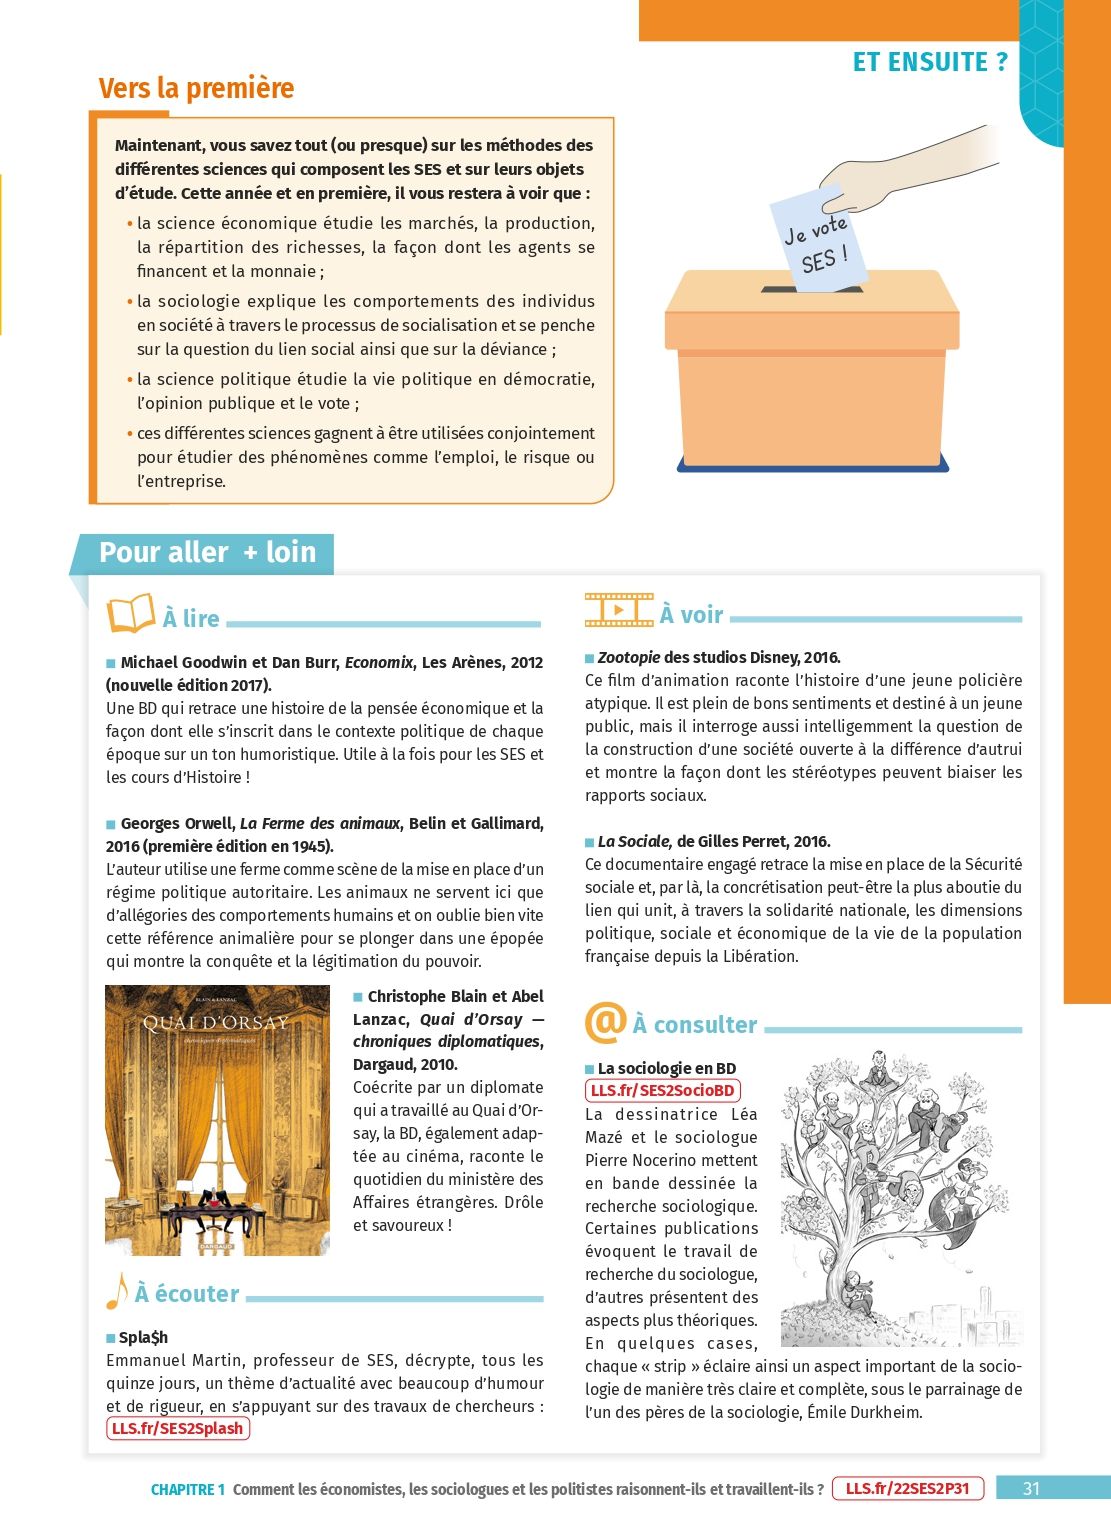 ET ENSUITE ?
Vers la première
Maintenant, vous savez tout (ou presque) sur les méthodes des
différentes sciences qui composent les SES et sur leurs objets
d’étude. Cette année et en première, il vous restera à voir que :
• la science économique étudie les marchés, la production,
la répartition des richesses, la façon dont les agents se
financent et la monnaie ;
• la sociologie explique les comportements des individus
en société à travers le processus de socialisation et se penche
sur la question du lien social ainsi que sur la déviance ;
• la science politique étudie la vie politique en démocratie,
l’opinion publique et le vote ;
• ces différentes sciences gagnent à être utilisées conjointement
pour étudier des phénomènes comme l’emploi, le risque ou
l’entreprise.
Je vote
SES !
Pour aller + loin
À lire
■ Michael Goodwin et Dan Burr, Economix, Les Arènes, 2012
(nouvelle édition 2017).
Une BD qui retrace une histoire de la pensée économique et la
façon dont elle s’inscrit dans le contexte politique de chaque
époque sur un ton humoristique. Utile à la fois pour les SES et
les cours d’Histoire !
■ Georges Orwell, La Ferme des animaux, Belin et Gallimard,
2016 (première édition en 1945).
L’auteur utilise une ferme comme scène de la mise en place d’un
régime politique autoritaire. Les animaux ne servent ici que
d’allégories des comportements humains et on oublie bien vite
cette référence animalière pour se plonger dans une épopée
qui montre la conquête et la légitimation du pouvoir.
BLAIN & LANZAC
QUAI D’ORSAY
chroniques diplomatiques
DARGAUD
■ Christophe Blain et Abel
Lanzac, Quai d’Orsay —
chroniques diplomatiques,
Dargaud, 2010.
Coécrite par un diplomate
qui a travaillé au Quai d’Or-
say, la BD, également adap-
tée au cinéma, raconte le
quotidien du ministère des
Affaires étrangères. Drôle
et savoureux !
À écouter
■ Spla$h
Emmanuel Martin, professeur de SES, décrypte, tous les
quinze jours, un thème d’actualité avec beaucoup d’humour
et de rigueur, en s’appuyant sur des travaux de chercheurs :
LLS.fr/SES2Splash
À voir
■ Zootopie des studios Disney, 2016.
Ce film d’animation raconte l’histoire d’une jeune policière
atypique. Il est plein de bons sentiments et destiné à un jeune
public, mais il interroge aussi intelligemment la question de
la construction d’une société ouverte à la différence d’autrui
et montre la façon dont les stéréotypes peuvent biaiser les
rapports sociaux.
■ La Sociale, de Gilles Perret, 2016.
Ce documentaire engagé retrace la mise en place de la Sécurité
sociale et, par là, la concrétisation peut-être la plus aboutie du
lien qui unit, à travers la solidarité nationale, les dimensions
politique, sociale et économique de la vie de la population
française depuis la Libération.
@ À consulter
■ La sociologie en BD
LLS.fr/SES2SocioBD
La dessinatrice Léa
Mazé et le sociologue
Pierre Nocerino mettent
en bande dessinée la
recherche sociologique.
Certaines publications
évoquent le travail de
recherche du sociologue,
d’autres présentent des
aspects plus théoriques.
En quelques cases,
chaque « strip » éclaire ainsi un aspect important de la socio-
logie de manière très claire et complète, sous le parrainage de
l’un des pères de la sociologie, Émile Durkheim.
CHAPITRE 1 Comment les économistes, les sociologues et les politistes raisonnent-ils et travaillent-ils ? LLS.fr/22SES2P31 31